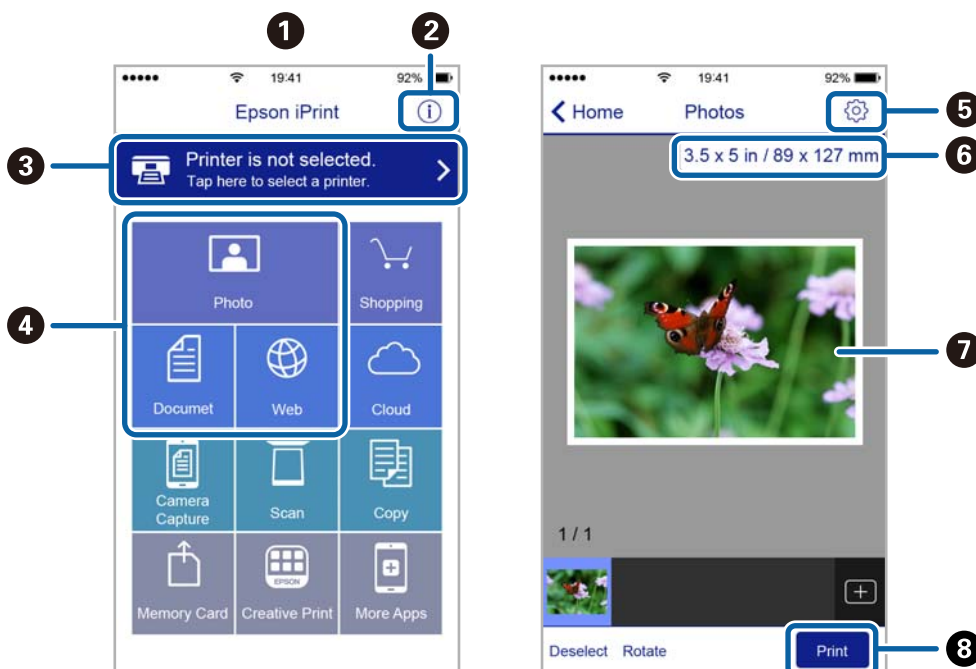 1
2
19:41
92%
Epson iPrint
i
3
Printer is not selected.
Tap here to select a printer.
4
Photo
Shopping
Documet
Web
Cloud
Camera
Capture
Scan
Copy
EPSON
Memory Card
Creative Print
More Apps
19:41
92%
Home
Photos
5
3.5 x 5 in / 89 x 127 mm
6
7
1 / 1
Deselect
Rotate
Print
8